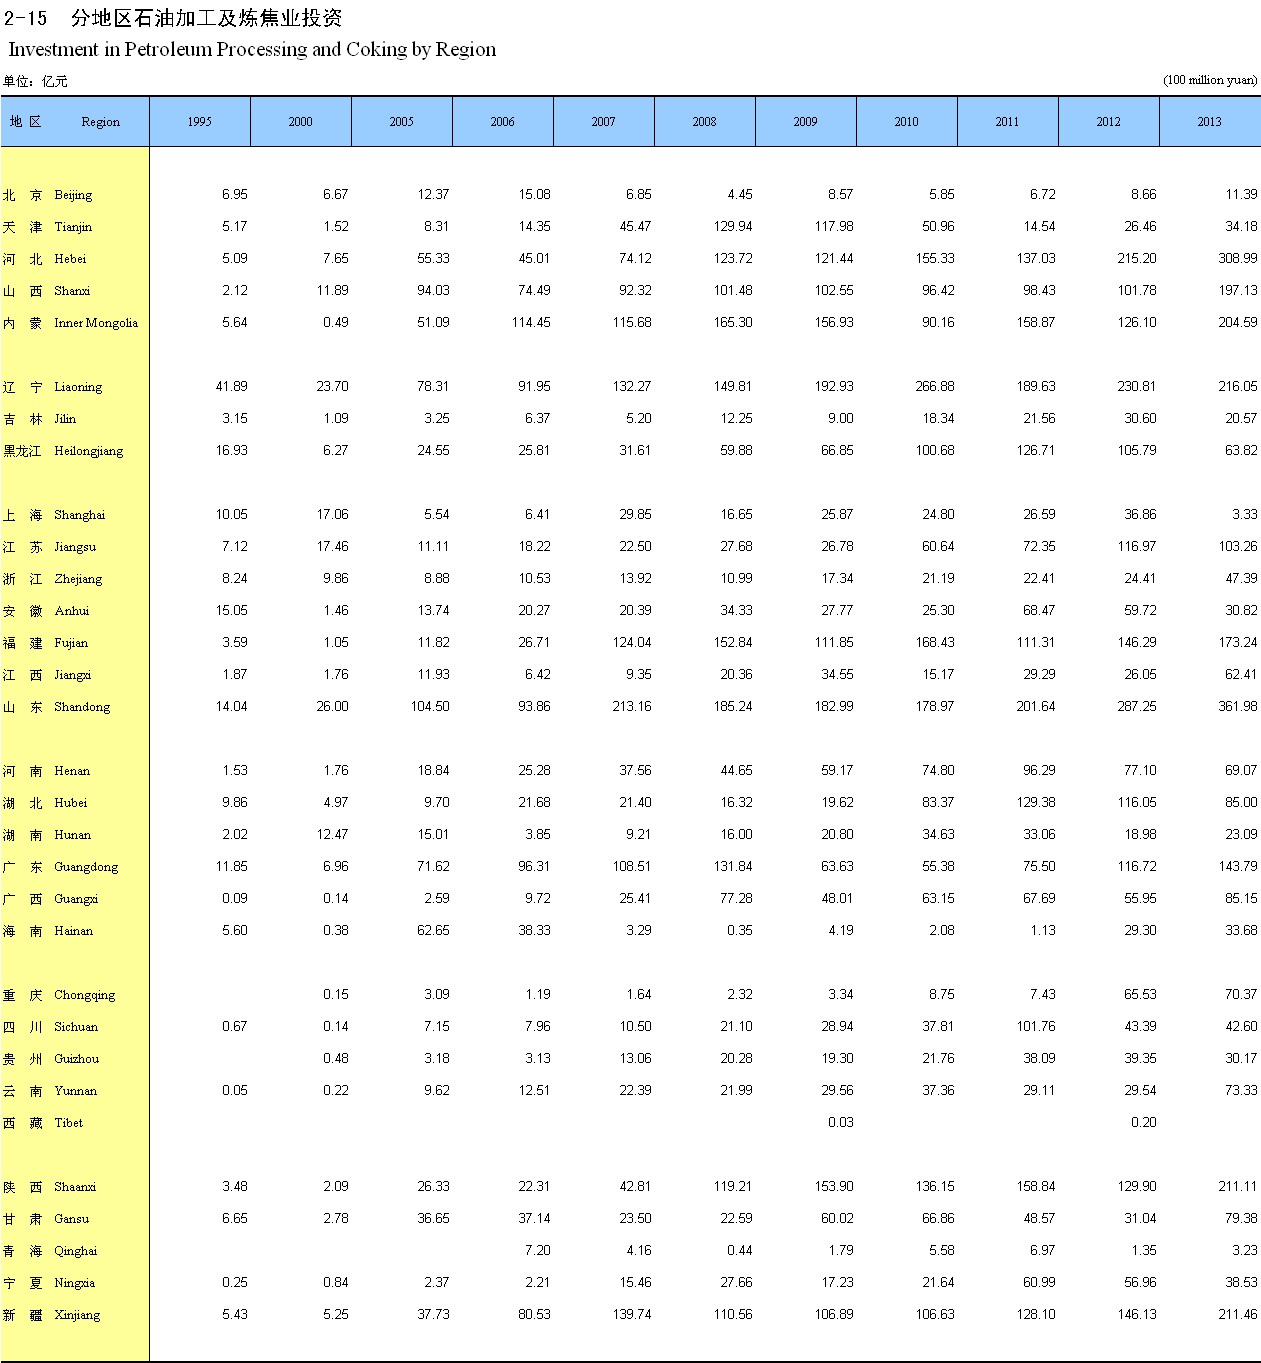 2-15 分地区石油加工及炼焦业投资
Investment in Petroleum Processing and Coking by Region
单位：亿元 (100 million yuan)
地 区 Region 1995 2000 2005 2006 2007 2008 2009 2010 2011 2012 2013
北 京 Beijing 6.95 6.67 12.37 15.08 6.85 4.45 8.57 5.85 6.72 8.66 11.39
天 津 Tianjin 5.17 1.52 8.31 14.35 45.47 129.94 117.98 50.96 14.54 26.46 34.18
河 北 Hebei 5.09 7.65 55.33 45.01 74.12 123.72 121.44 155.33 137.03 215.20 308.99
山 西 Shanxi 2.12 11.89 94.03 74.49 92.32 101.48 102.55 96.42 98.43 101.78 197.13
内 蒙 Inner Mongolia 5.64 0.49 51.09 114.45 115.68 165.30 156.93 90.16 158.87 126.10 204.59
辽 宁 Liaoning 41.89 23.70 78.31 91.95 132.27 149.81 192.93 266.88 189.63 230.81 216.05
吉 林 Jilin 3.15 1.09 3.25 6.37 5.20 12.25 9.00 18.34 21.56 30.60 20.57
黑龙江 Heilongjiang 16.93 6.27 24.55 25.81 31.61 59.88 66.85 100.68 126.71 105.79 63.82
上 海 Shanghai 10.05 17.06 5.54 6.41 29.85 16.65 25.87 24.80 26.59 36.86 3.33
江 苏 Jiangsu 7.12 17.46 11.11 18.22 22.50 27.68 26.78 60.64 72.35 116.97 103.26
浙 江 Zhejiang 8.24 9.86 8.88 10.53 13.92 10.99 17.34 21.19 22.41 24.41 47.39
安 徽 Anhui 15.05 1.46 13.74 20.27 20.39 34.33 27.77 25.30 68.47 59.72 30.82
福 建 Fujian 3.59 1.05 11.82 26.71 124.04 152.84 111.85 168.43 111.31 146.29 173.24
江 西 Jiangxi 1.87 1.76 11.93 6.42 9.35 20.36 34.55 15.17 29.29 26.05 62.41
山 东 Shandong 14.04 26.00 104.50 93.86 213.16 185.24 182.99 178.97 201.64 287.25 361.98
河 南 Henan 1.53 1.76 18.84 25.28 37.56 44.65 59.17 74.80 96.29 77.10 69.07
湖 北 Hubei 9.86 4.97 9.70 21.68 21.40 16.32 19.62 83.37 129.38 116.05 85.00
湖 南 Hunan 2.02 12.47 15.01 3.85 9.21 16.00 20.80 34.63 33.06 18.98 23.09
广 东 Guangdong 11.85 6.96 71.62 96.31 108.51 131.84 63.63 55.38 75.50 116.72 143.79
广 西 Guangxi 0.09 0.14 2.59 9.72 25.41 77.28 48.01 63.15 67.69 55.95 85.15
海 南 Hainan 5.60 0.38 62.65 38.33 3.29 0.35 4.19 2.08 1.13 29.30 33.68
重 庆 Chongqing 0.15 3.09 1.19 1.64 2.32 3.34 8.75 7.43 65.53 70.37
四 川 Sichuan 0.67 0.14 7.15 7.96 10.50 21.10 28.94 37.81 101.76 43.39 42.60
贵 州 Guizhou 0.48 3.18 3.13 13.06 20.28 19.30 21.76 38.09 39.35 30.17
云 南 Yunnan 0.05 0.22 9.62 12.51 22.39 21.99 29.56 37.36 29.11 29.54 73.33
西 藏 Tibet 0.03 0.20
陕 西 Shaanxi 3.48 2.09 26.33 22.31 42.81 119.21 153.90 136.15 158.84 129.90 211.11
甘 肃 Gansu 6.65 2.78 36.65 37.14 23.50 22.59 60.02 66.86 48.57 31.04 79.38
青 海 Qinghai 7.20 4.16 0.44 1.79 5.58 6.97 1.35 3.23
宁 夏 Ningxia 0.25 0.84 2.37 2.21 15.46 27.66 17.23 21.64 60.99 56.96 38.53
新 疆 Xinjiang 5.43 5.25 37.73 80.53 139.74 110.56 106.89 106.63 128.10 146.13 211.46